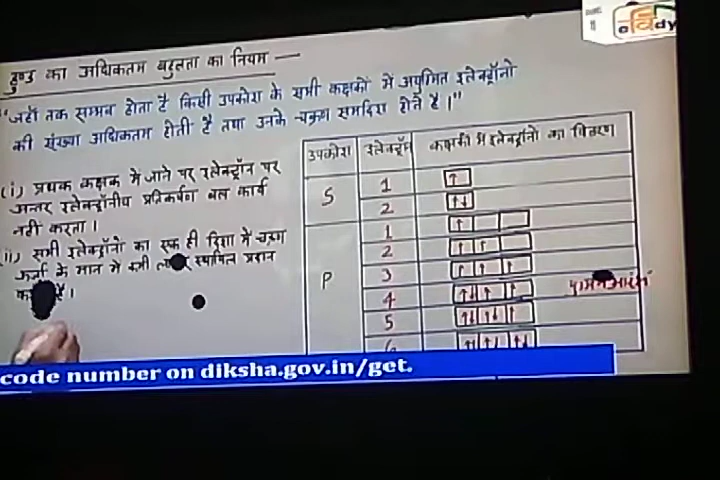 हुण्ड का अधिकतम बहुलता का नियम —
"जहाँ तक सम्भव होता है किसी उपकोश के सभी कक्षकों में अयुग्मित इलेक्ट्रॉनो
की संख्या अधिकतम होती है तथा उनके चक्रण समदिश होते है।"
(i) प्रथक कक्षक में जाने पर इलेक्ट्रॉन पर
अन्तर इलेक्ट्रॉनीय प्रतिकर्षण बल कार्य
नहीं करता।
(ii) सभी इलेक्ट्रॉनो का एक ही दिशा में चक्रण
ऊर्जा के मान में कमी स्थायित्व प्रदान
है।
उपकोश इलेक्ट्रॉन कक्षकों में इलेक्ट्रॉनों का वितरण
S 1 ↑
2 ↑↓
P 1 ↑
2 ↑ ↑
3 ↑ ↑ ↑
4 ↑↓ ↑ ↑
5 ↑↓ ↑↓ ↑
6 ↑↓ ↑↓ ↑↓
code number on diksha.gov.in/get.